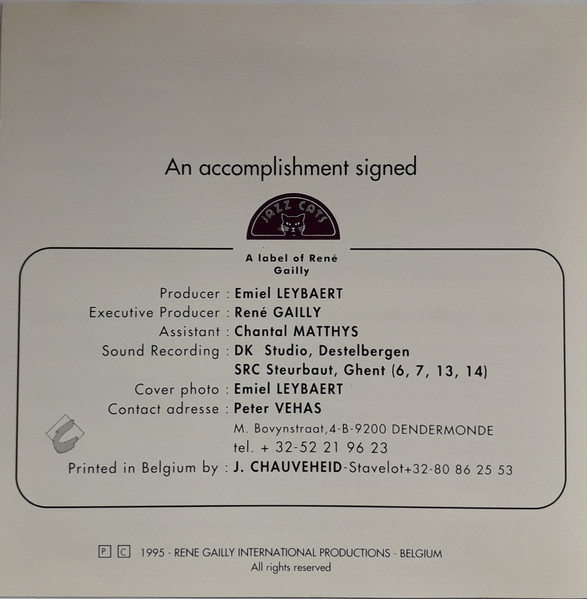 An accomplishment signed
JAZZ CATS
A label of René
Gailly
Producer : Emiel LEYBAERT
Executive Producer : René GAILLY
Assistant : Chantal MATTHYS
Sound Recording : DK Studio, Destelbergen
SRC Steurbaut, Ghent (6, 7, 13, 14)
Cover photo : Emiel LEYBAERT
Contact adresse : Peter VEHAS
M. Bovynstraat,4-B-9200 DENDERMONDE
tel. + 32-52 21 96 23
Printed in Belgium by : J. CHAUVEHEID-Stavelot+32-80 86 25 53
P C 1995 - RENE GAILLY INTERNATIONAL PRODUCTIONS - BELGIUM
All rights reserved